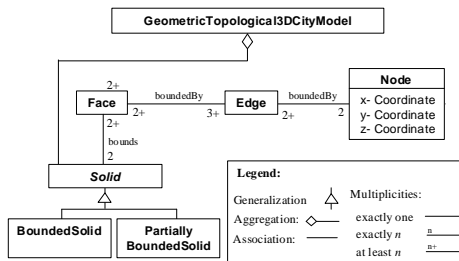 GeometricTopological3DCityModel
2+
Face
boundedBy
2+
3+
Edge
boundedBy
2+
2
Node
x- Coordinate
y- Coordinate
z- Coordinate
2+
bounds
2
Solid
BoundedSolid
Partially
BoundedSolid
Legend:
Generalization
Multiplicities:
Aggregation:
exactly one
Association:
exactly n
n
at least n
n+